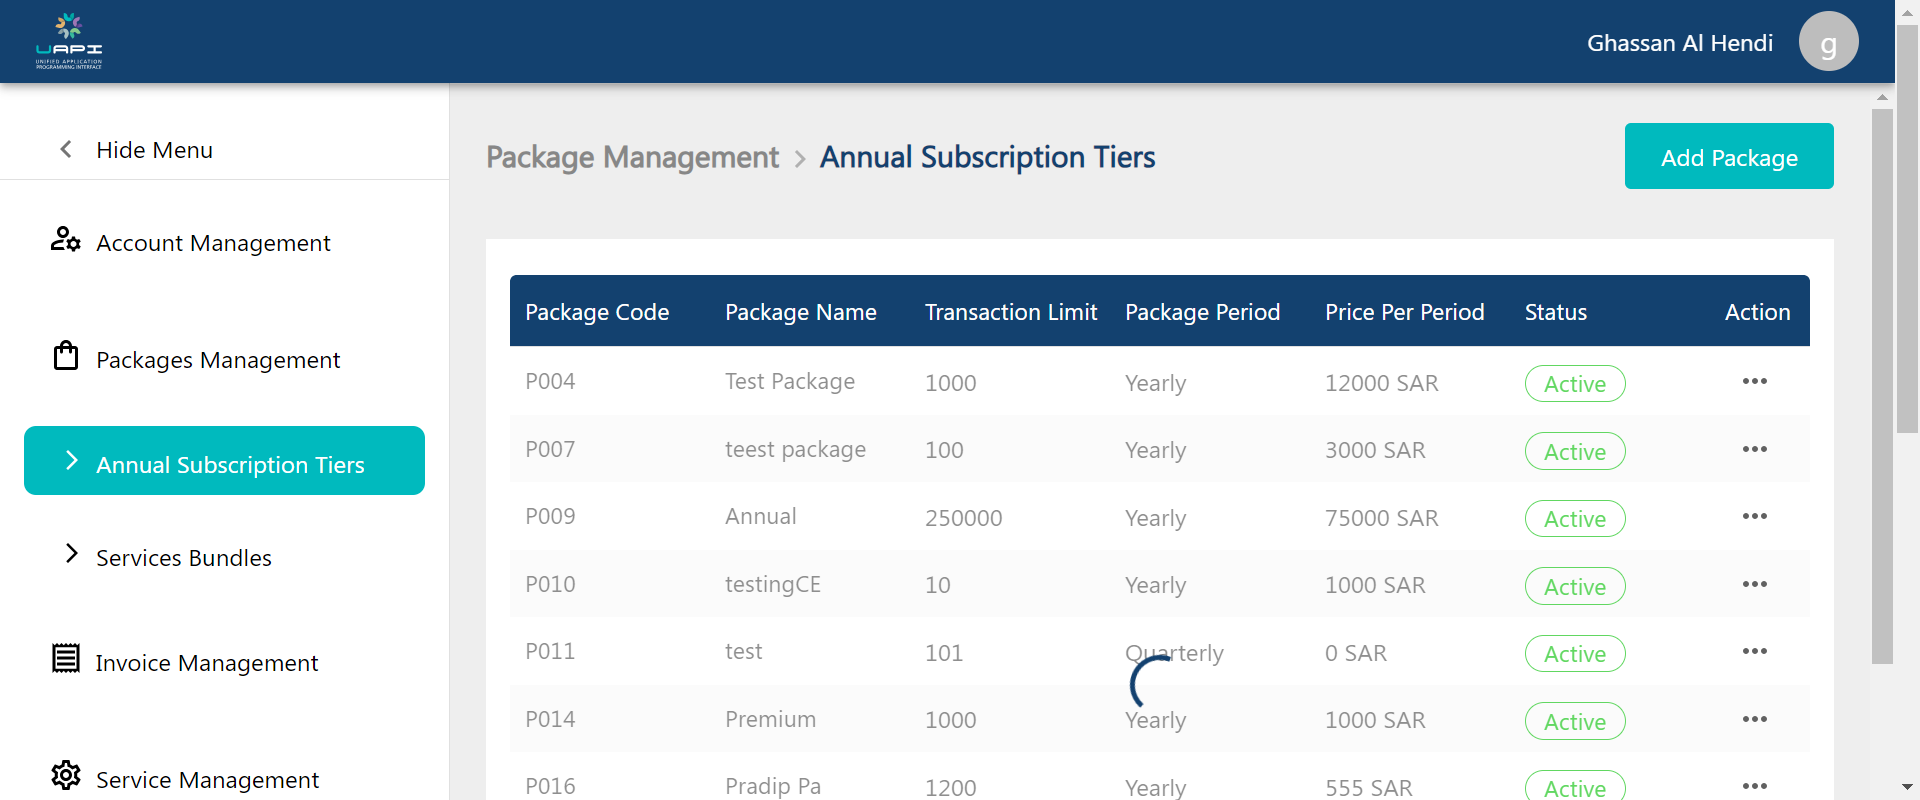 UAPI
UNIFIED APPLICATION
PROGRAMMING INTERFACE
Ghassan Al Hendi
g
Hide Menu
Account Management
Packages Management
Annual Subscription Tiers
Services Bundles
Invoice Management
Service Management
Package Management > Annual Subscription Tiers
Add Package
Package Code Package Name Transaction Limit Package Period Price Per Period Status Action
P004 Test Package 1000 Yearly 12000 SAR Active
P007 teest package 100 Yearly 3000 SAR Active
P009 Annual 250000 Yearly 75000 SAR Active
P010 testingCE 10 Yearly 1000 SAR Active
P011 test 101 Quarterly 0 SAR Active
P014 Premium 1000 Yearly 1000 SAR Active
P016 Pradip Pa 1200 Yearly 555 SAR Active